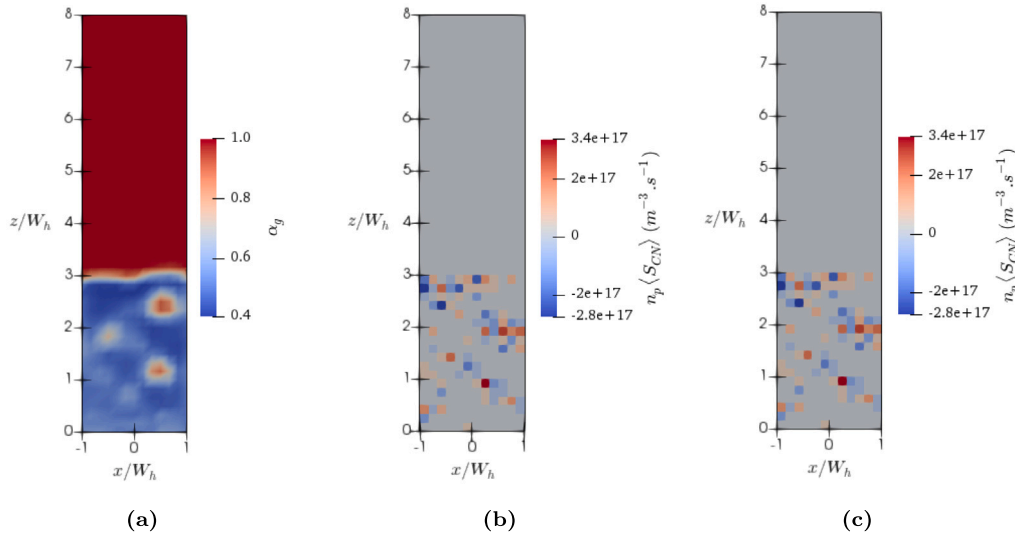 8
7
6
5
4
3
2
1
0
z/W_h
-1
0
1
x/W_h
1.0
0.8
0.6
0.4
α_g
(a)
8
7
6
5
4
3
2
1
0
z/W_h
-1
0
1
x/W_h
3.4e+17
2e+17
0
-2e+17
-2.8e+17
n_p⟨S_CN⟩ (m⁻³.s⁻¹)
(b)
8
7
6
5
4
3
2
1
0
z/W_h
-1
0
1
x/W_h
3.4e+17
2e+17
0
-2e+17
-2.8e+17
n_p⟨S_CN⟩ (m⁻³.s⁻¹)
(c)